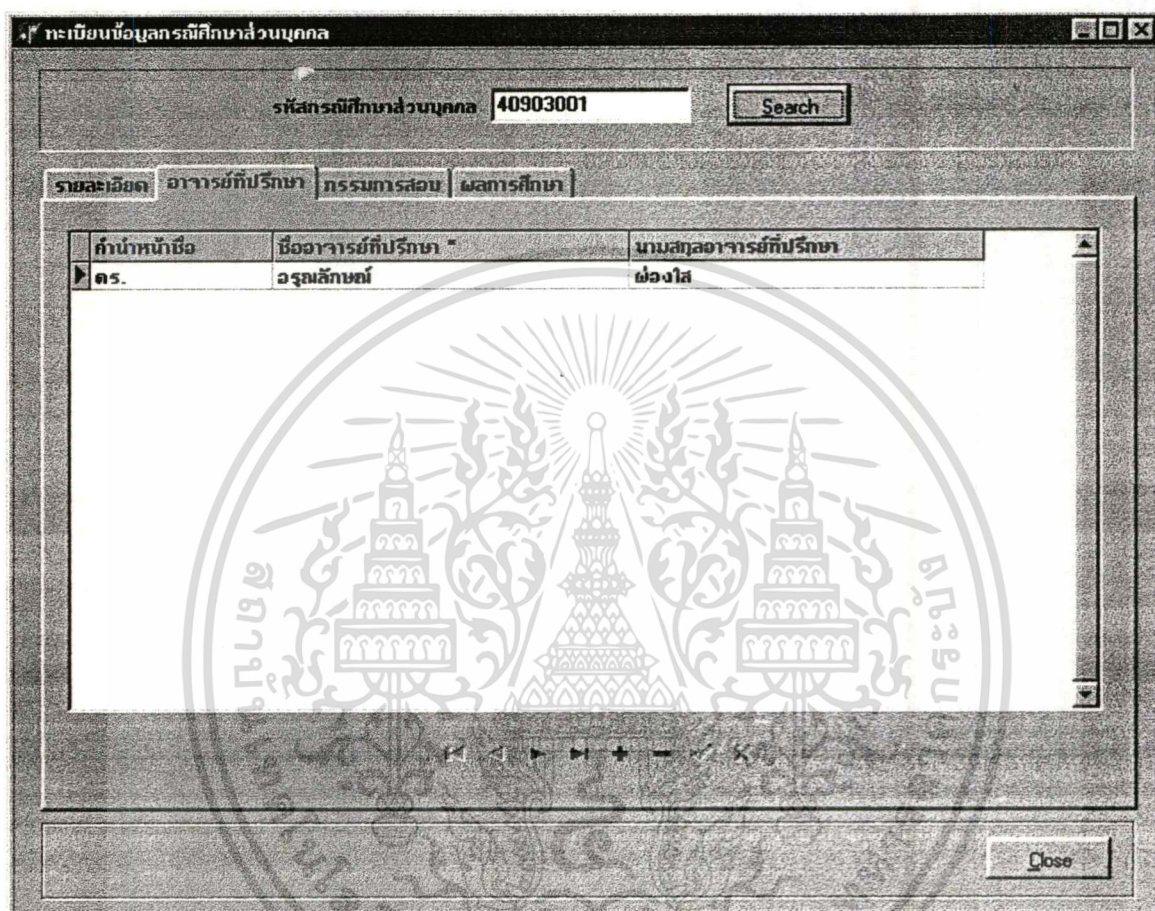 ทะเบียนข้อมูลกรณีศึกษาส่วนบุคคล
รหัสกรณีศึกษาส่วนบุคคล 40903001 Search
รายละเอียด อาจารย์ที่ปรึกษา กรรมการสอบ ผลการศึกษา
คำนำหน้าชื่อ ชื่ออาจารย์ที่ปรึกษา * นามสกุลอาจารย์ที่ปรึกษา
ดร. อรุณลักษณ์ ผ่องใส
Close